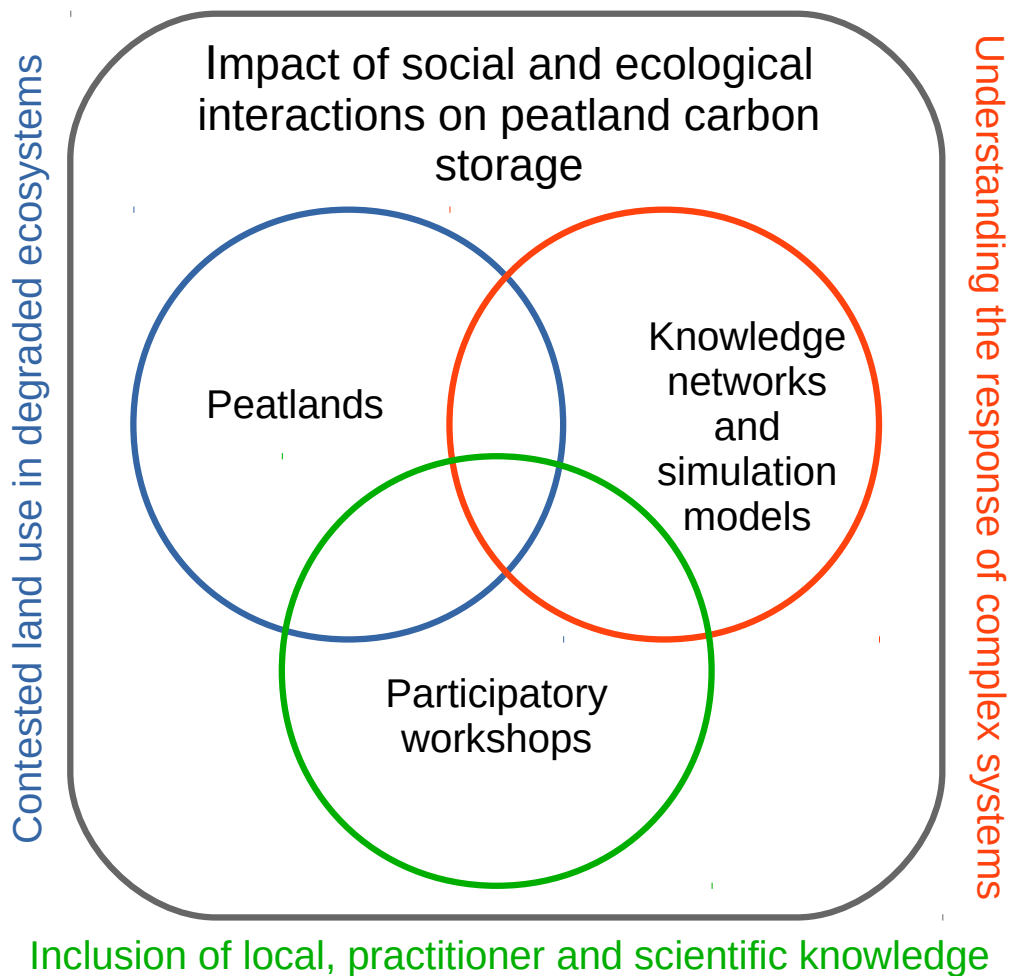 Impact of social and ecological
interactions on peatland carbon
storage
Contested land use in degraded ecosystems
Peatlands
Knowledge
networks
and
simulation
models
Participatory
workshops
Understanding the response of complex systems
Inclusion of local, practitioner and scientific knowledge